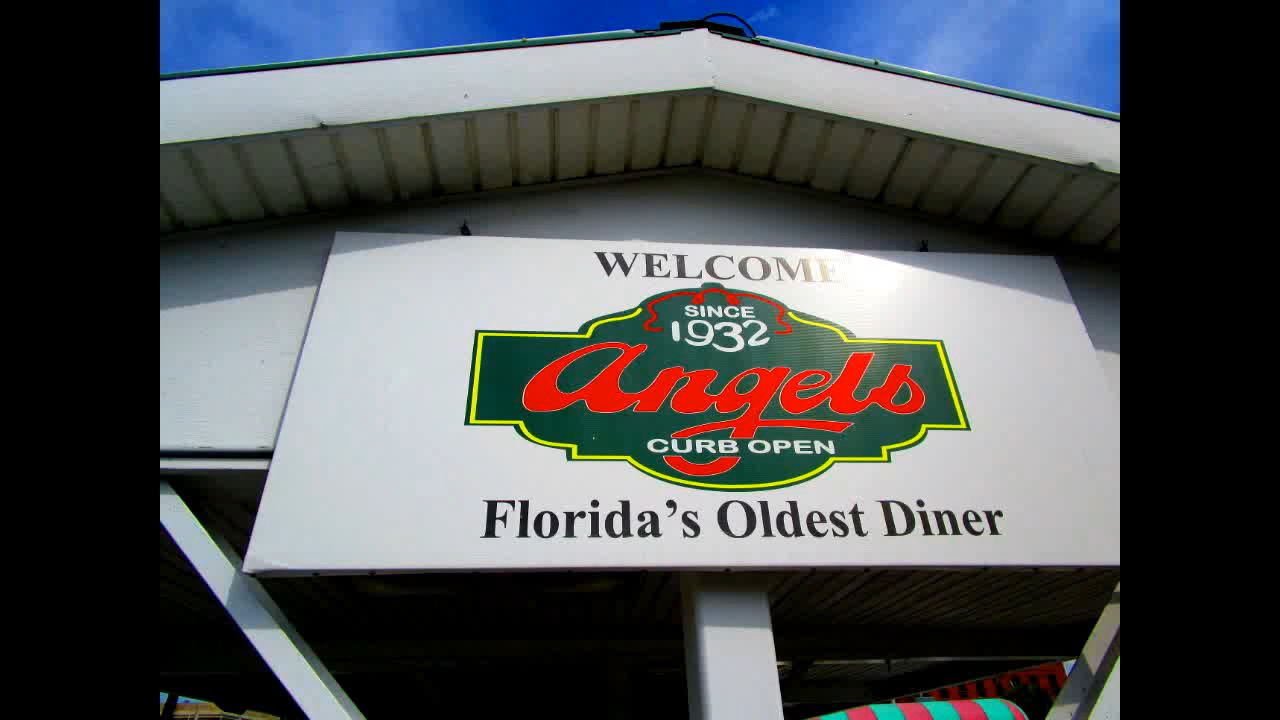 WELCOME
SINCE
1932
Angels
CURB OPEN
Florida's Oldest Diner